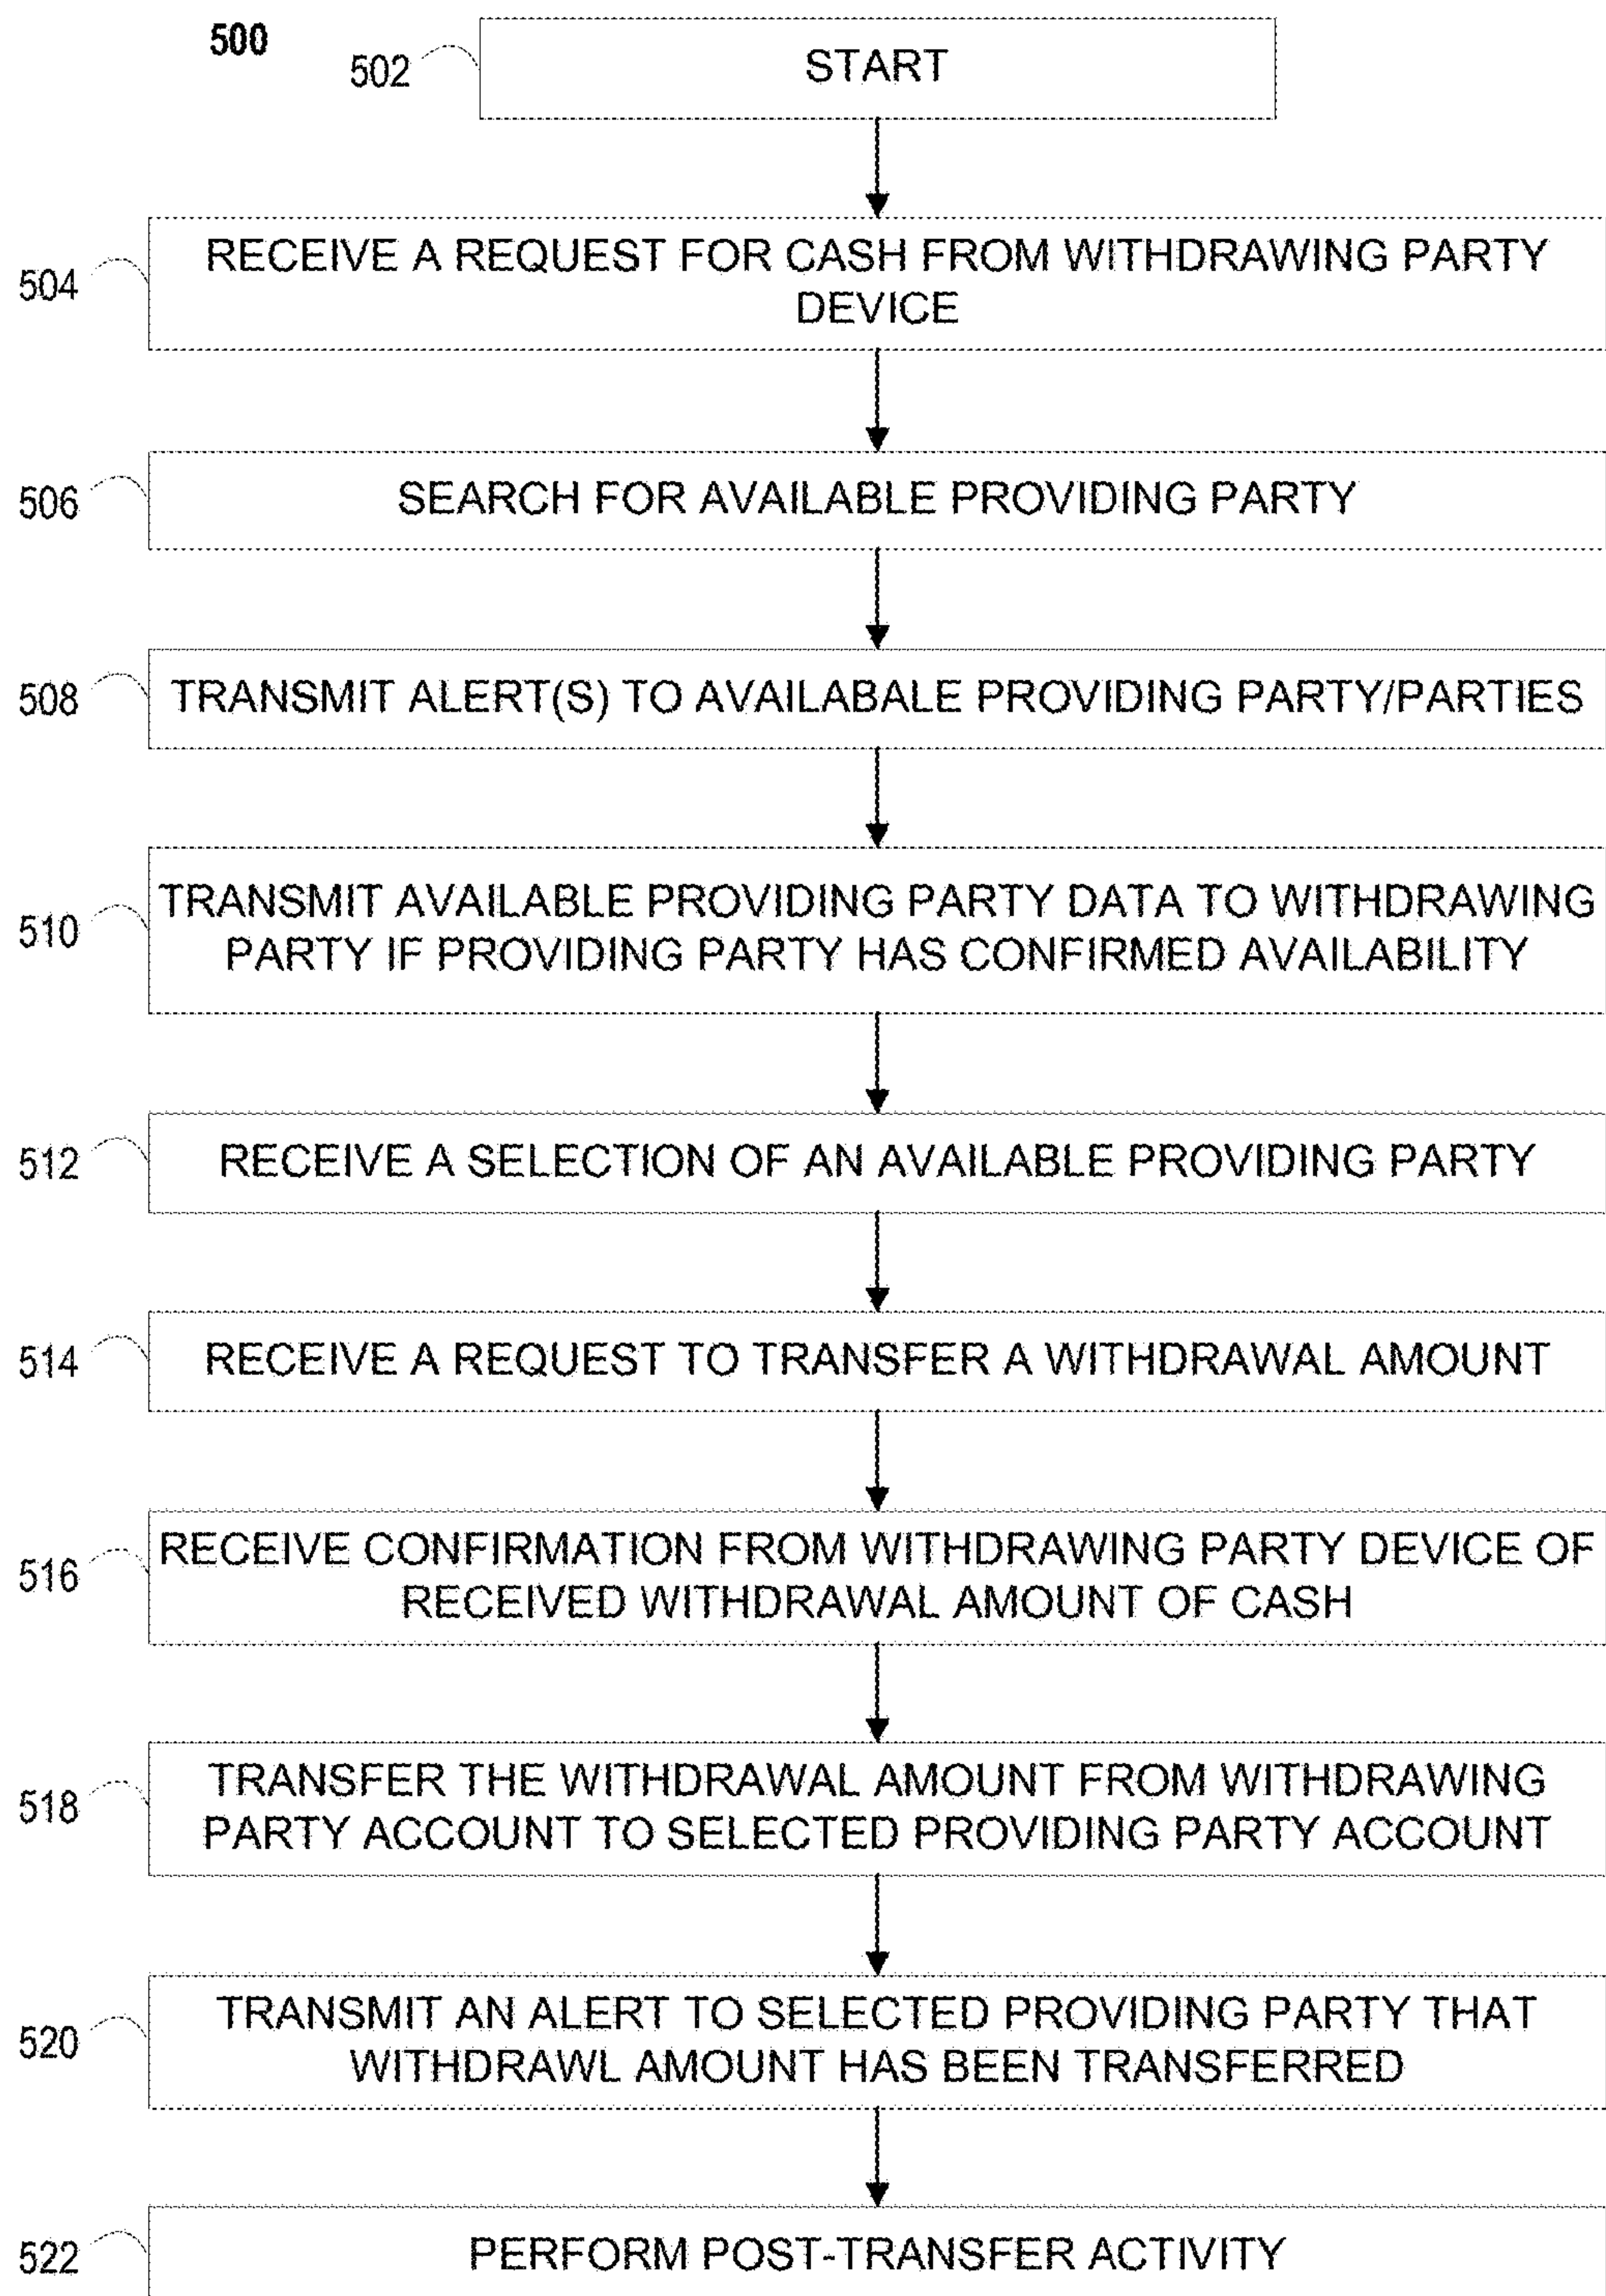 500
502 START
504 RECEIVE A REQUEST FOR CASH FROM WITHDRAWING PARTY
DEVICE
506 SEARCH FOR AVAILABLE PROVIDING PARTY
508 TRANSMIT ALERT(S) TO AVAILABALE PROVIDING PARTY/PARTIES
510 TRANSMIT AVAILABLE PROVIDING PARTY DATA TO WITHDRAWING
PARTY IF PROVIDING PARTY HAS CONFIRMED AVAILABILITY
512 RECEIVE A SELECTION OF AN AVAILABLE PROVIDING PARTY
514 RECEIVE A REQUEST TO TRANSFER A WITHDRAWAL AMOUNT
516 RECEIVE CONFIRMATION FROM WITHDRAWING PARTY DEVICE OF
RECEIVED WITHDRAWAL AMOUNT OF CASH
518 TRANSFER THE WITHDRAWAL AMOUNT FROM WITHDRAWING
PARTY ACCOUNT TO SELECTED PROVIDING PARTY ACCOUNT
520 TRANSMIT AN ALERT TO SELECTED PROVIDING PARTY THAT
WITHDRAWL AMOUNT HAS BEEN TRANSFERRED
522 PERFORM POST-TRANSFER ACTIVITY